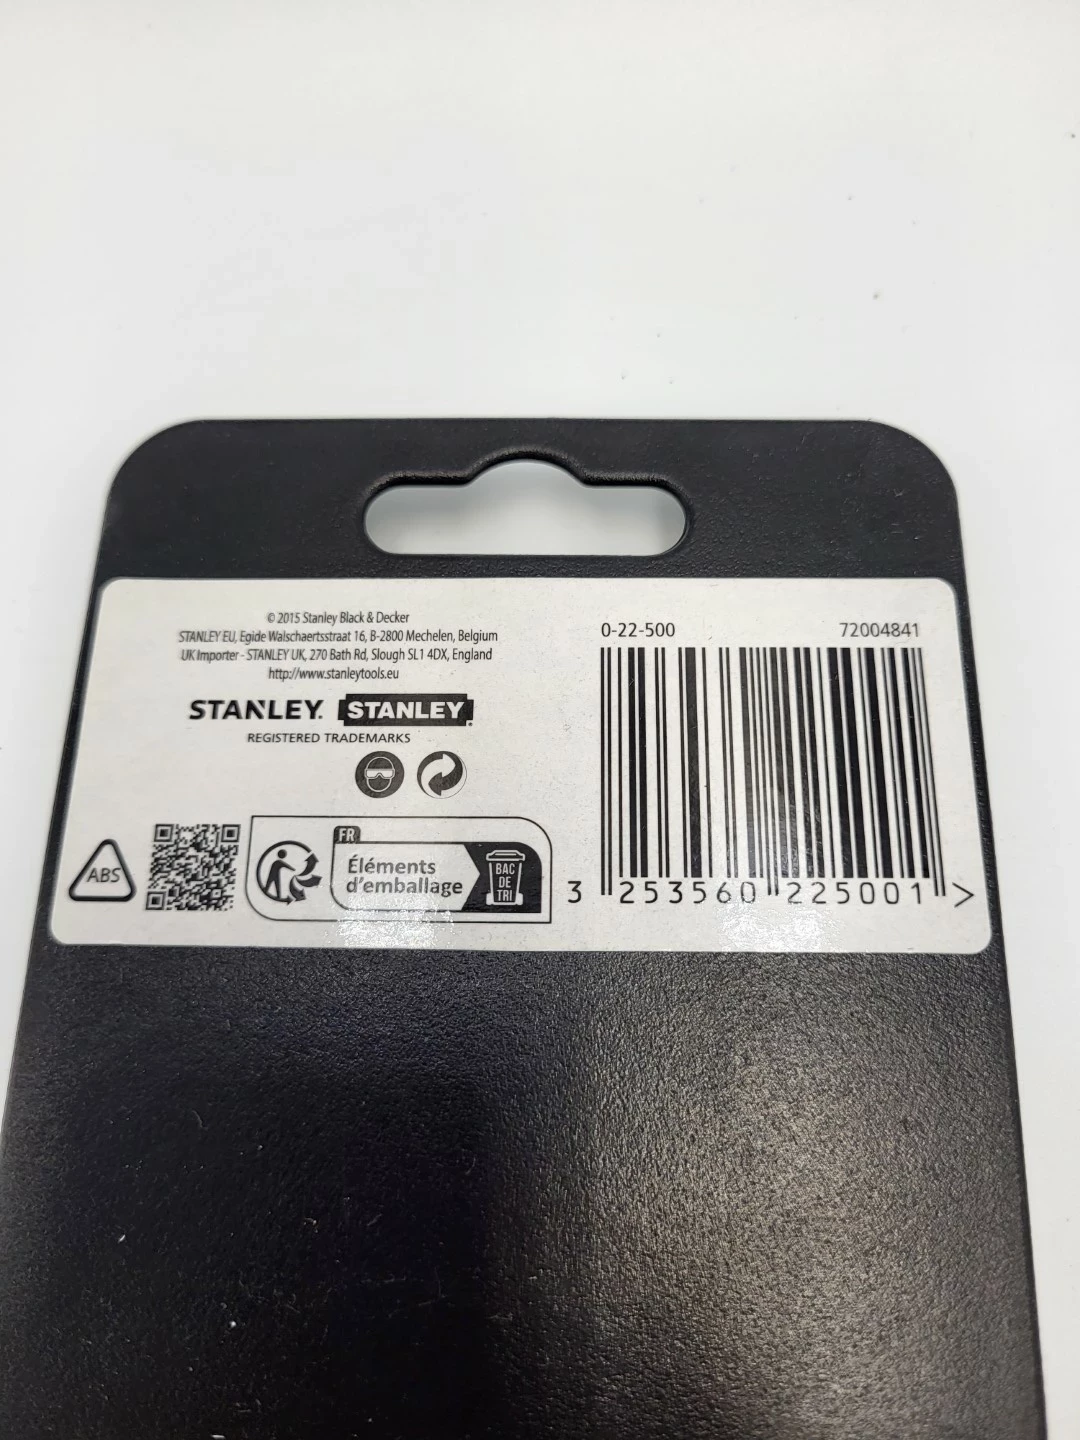 © 2015 Stanley Black & Decker
STANLEY EU, Egide Walschaertsstraat 16, B-2800 Mechelen, Belgium
UK Importer - STANLEY UK, 270 Bath Rd, Slough SL1 4DX, England
http://www.stanleytools.eu
STANLEY. STANLEY
REGISTERED TRADEMARKS
ABS
FR
Éléments
d'emballage
BAC
DE
TRI
0-22-500 72004841
3 253560 225001 >